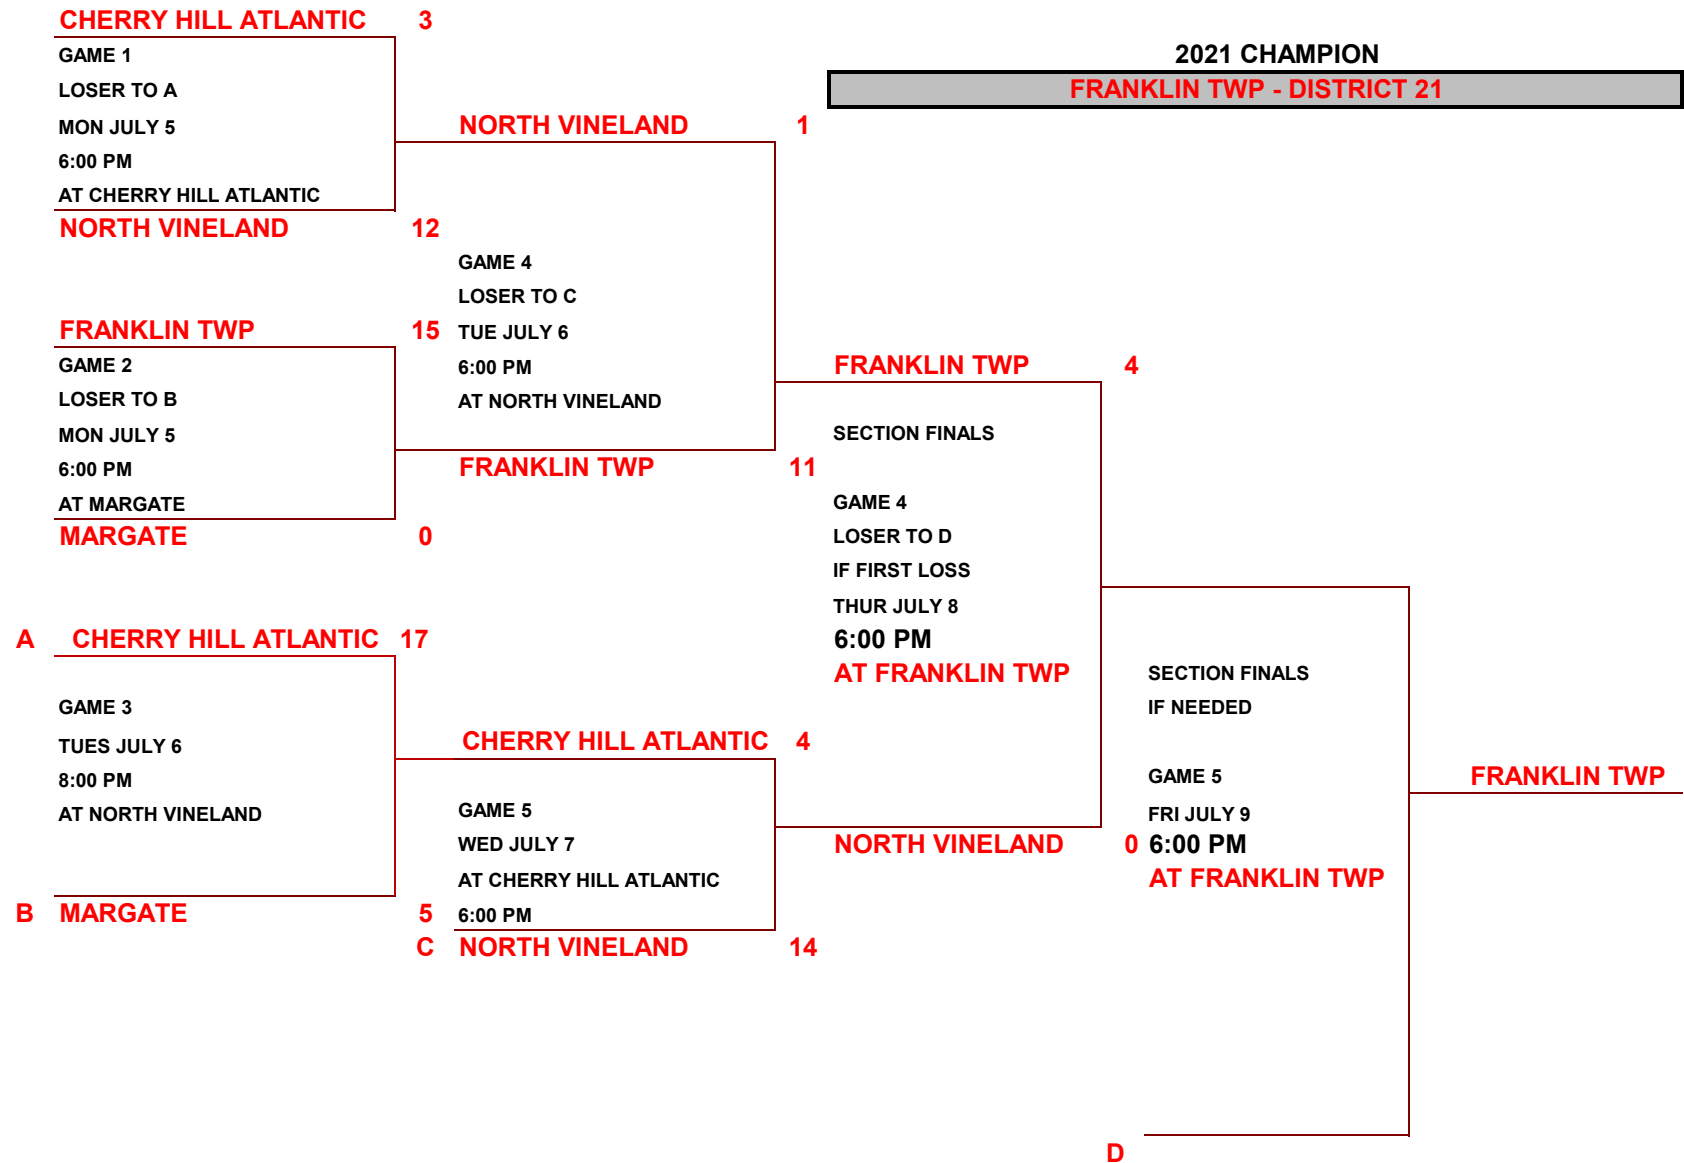 CHERRY HILL ATLANTIC 3
GAME 1
LOSER TO A
MON JULY 5
6:00 PM
AT CHERRY HILL ATLANTIC
NORTH VINELAND 12
FRANKLIN TWP 15
GAME 2
LOSER TO B
MON JULY 5
6:00 PM
AT MARGATE
MARGATE 0
A CHERRY HILL ATLANTIC 17
GAME 3
TUES JULY 6
8:00 PM
AT NORTH VINELAND
B MARGATE 5
NORTH VINELAND 1
GAME 4
LOSER TO C
TUE JULY 6
6:00 PM
AT NORTH VINELAND
FRANKLIN TWP 11
CHERRY HILL ATLANTIC 4
GAME 5
WED JULY 7
AT CHERRY HILL ATLANTIC
6:00 PM
C NORTH VINELAND 14
2021 CHAMPION
FRANKLIN TWP - DISTRICT 21
FRANKLIN TWP 4
SECTION FINALS
GAME 4
LOSER TO D
IF FIRST LOSS
THUR JULY 8
6:00 PM
AT FRANKLIN TWP
NORTH VINELAND 0
SECTION FINALS
IF NEEDED
GAME 5
FRI JULY 9
6:00 PM
AT FRANKLIN TWP
D
FRANKLIN TWP